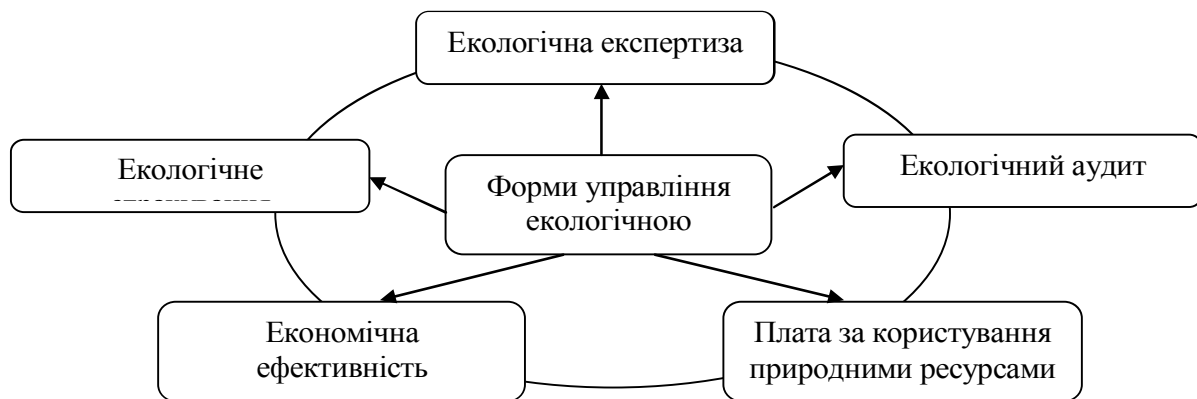 Екологічна експертиза
Екологічне
Форми управління
екологічною
Екологічний аудит
Економічна
ефективність
Плата за користування
природними ресурсами